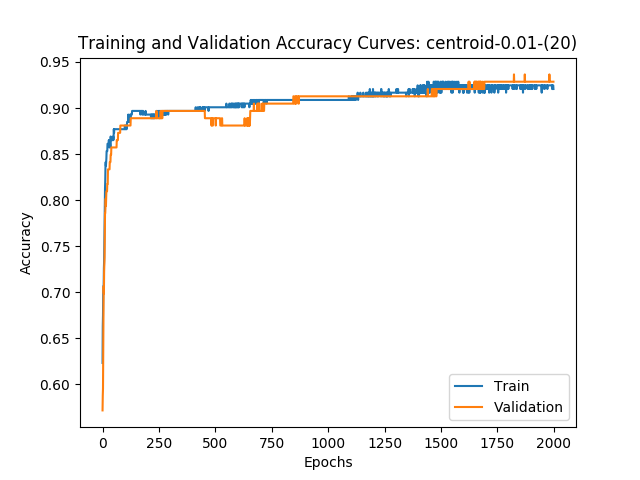 Training and Validation Accuracy Curves: centroid-0.01-(20)
0.95
0.90
0.85
0.80
0.75
0.70
0.65
0.60
Accuracy
0 250 500 750 1000 1250 1500 1750 2000
Epochs
Train
Validation